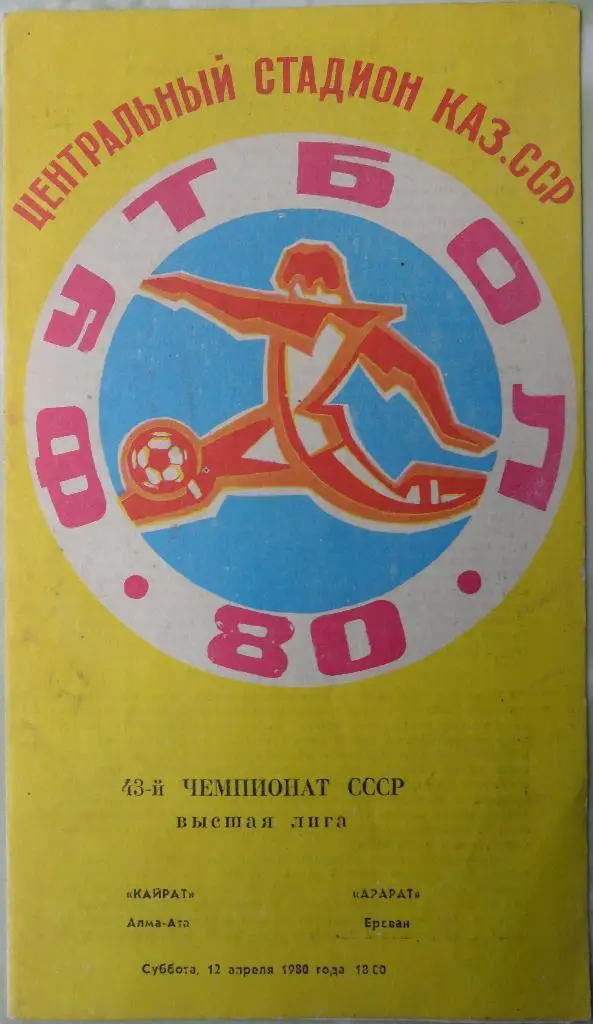 ЦЕНТРАЛЬНЫЙ СТАДИОН КАЗ.ССР
ФУТБОЛ
• 80 •
43-й ЧЕМПИОНАТ СССР
высшая лига
«КАЙРАТ» «АРАРАТ»
Алма-Ата Ереван
Суббота, 12 апреля 1980 года 18 00